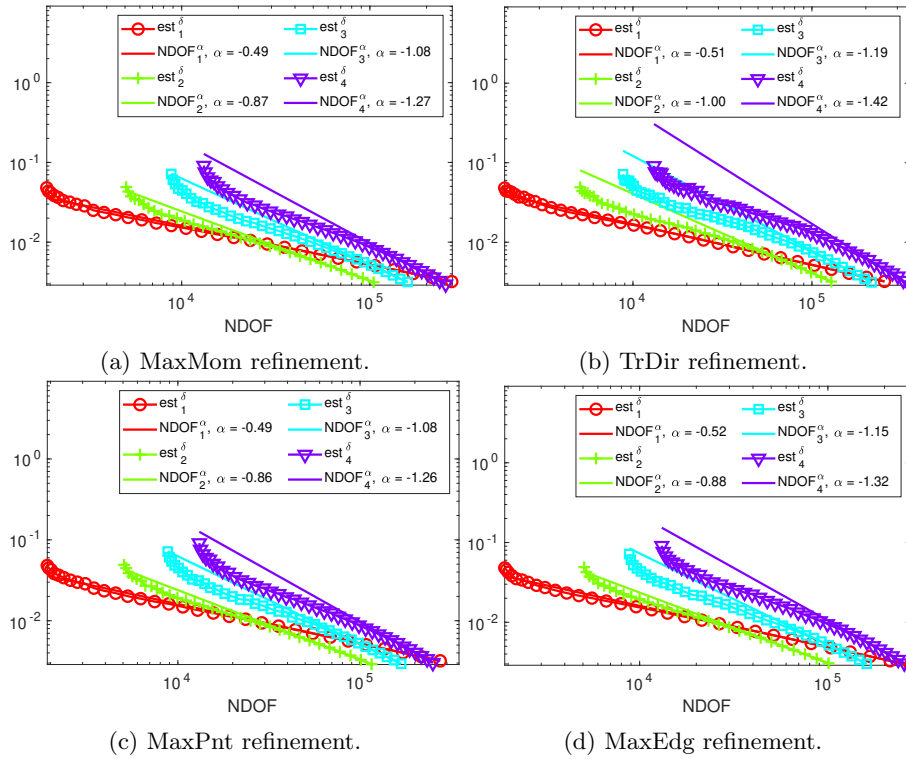 est₁^δ
est₃^δ
NDOF₁^α, α = -0.49
NDOF₃^α, α = -1.08
est₂^δ
est₄^δ
NDOF₂^α, α = -0.87
NDOF₄^α, α = -1.27
10⁰
10⁻¹
10⁻²
10⁴
10⁵
NDOF
(a) MaxMom refinement.
est₁^δ
est₃^δ
NDOF₁^α, α = -0.51
NDOF₃^α, α = -1.19
est₂^δ
est₄^δ
NDOF₂^α, α = -1.00
NDOF₄^α, α = -1.42
10⁰
10⁻¹
10⁻²
10⁴
10⁵
NDOF
(b) TrDir refinement.
est₁^δ
est₃^δ
NDOF₁^α, α = -0.49
NDOF₃^α, α = -1.08
est₂^δ
est₄^δ
NDOF₂^α, α = -0.86
NDOF₄^α, α = -1.26
10⁰
10⁻¹
10⁻²
10⁴
10⁵
NDOF
(c) MaxPnt refinement.
est₁^δ
est₃^δ
NDOF₁^α, α = -0.52
NDOF₃^α, α = -1.15
est₂^δ
est₄^δ
NDOF₂^α, α = -0.88
NDOF₄^α, α = -1.32
10⁰
10⁻¹
10⁻²
10⁴
10⁵
NDOF
(d) MaxEdg refinement.